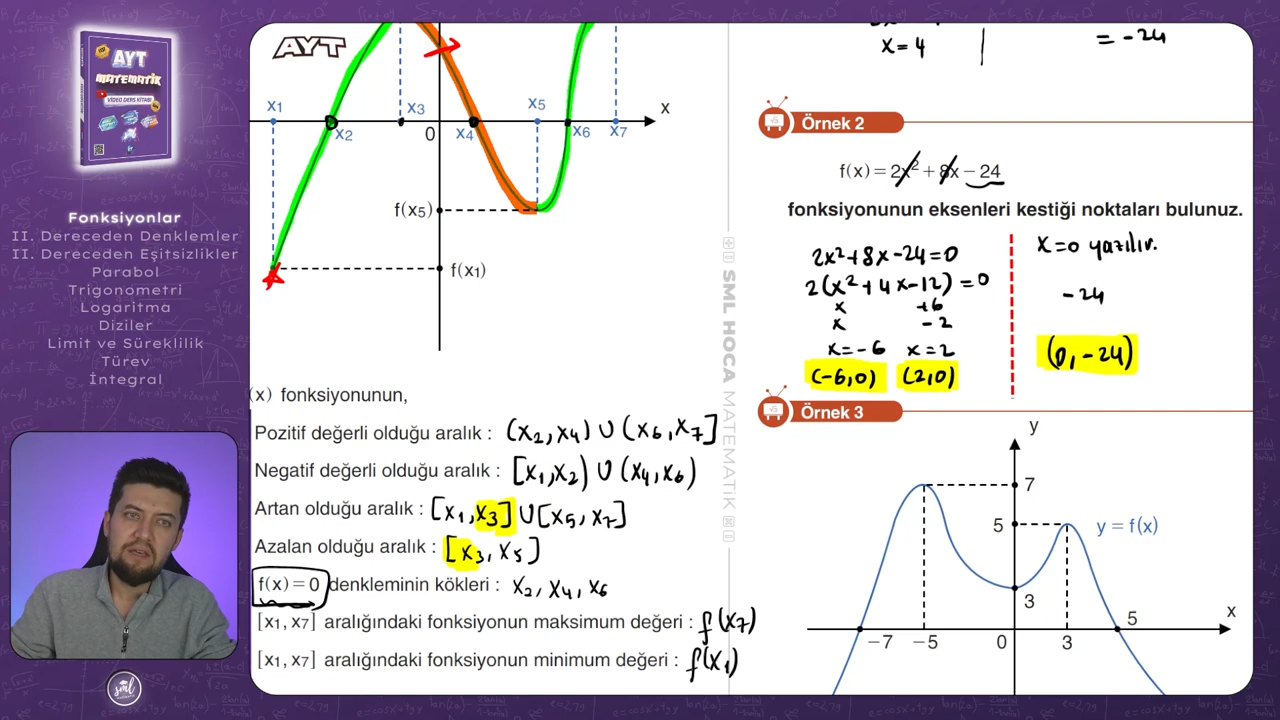 AYT
MATEMATİK
VİDEO DERS KİTABI
Fonksiyonlar
II. Dereceden Denklemler
II. Dereceden Eşitsizlikler
Parabol
Trigonometri
Logaritma
Diziler
Limit ve Süreklilik
Türev
İntegral
sml
AYT
x1
x2
x3
0
x4
x5
x6
x7
x
f(x5)
f(x1)
(x) fonksiyonunun,
Pozitif değerli olduğu aralık : (x2, x4) ∪ (x6, x7]
Negatif değerli olduğu aralık : [x1, x2) ∪ (x4, x6)
Artan olduğu aralık : [x1, x3] ∪ [x5, x7]
Azalan olduğu aralık : [x3, x5]
f(x) = 0 denkleminin kökleri : x2, x4, x6
[x1, x7] aralığındaki fonksiyonun maksimum değeri : f(x7)
[x1, x7] aralığındaki fonksiyonun minimum değeri : f(x1)
SML HOCA MATEMATİK
x = 4
= -24
Örnek 2
f(x) = 2x² + 8x − 24
fonksiyonunun eksenleri kestiği noktaları bulunuz.
2x²+8x-24=0
2(x²+4x-12)=0
x +6
x -2
x=-6 x=2
(-6,0) (2,0)
x=0 yazılır.
-24
(0,-24)
Örnek 3
y
7
5
y = f(x)
3
x
−7
−5
0
3
5